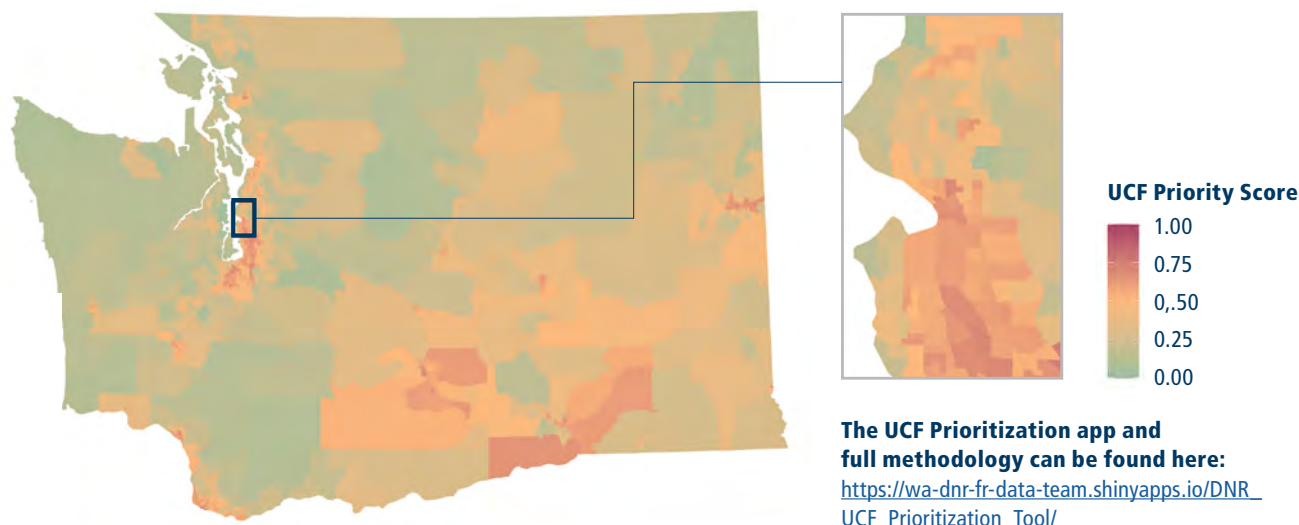 UCF Priority Score
1.00
0.75
0,.50
0.25
0.00
The UCF Prioritization app and
full methodology can be found here:
https://wa-dnr-fr-data-team.shinyapps.io/DNR_
UCF_Prioritization_Tool/